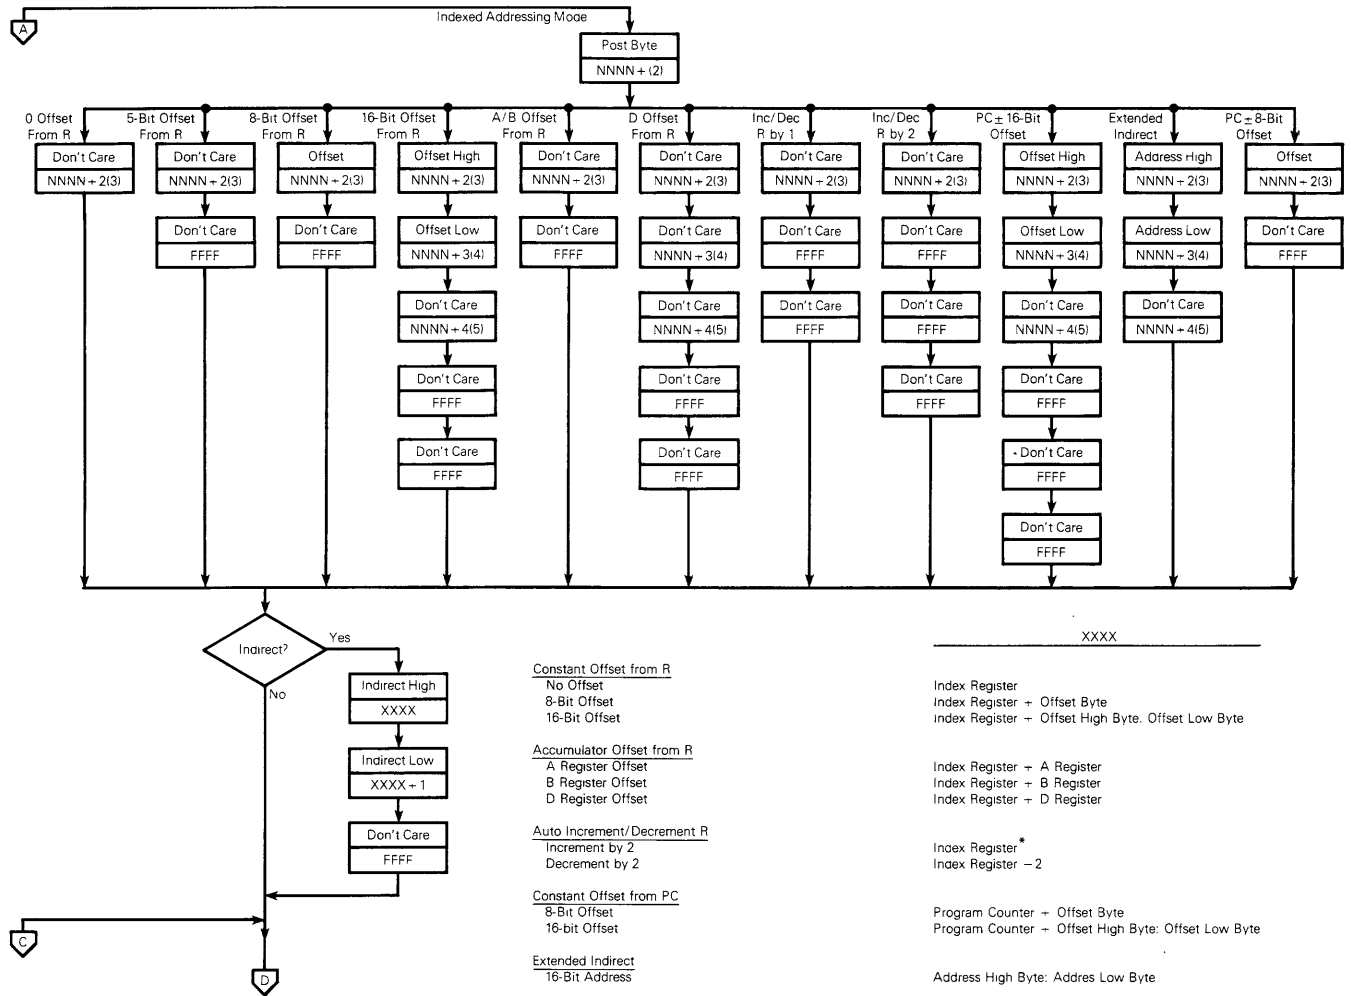 A
Indexed Addressing Mode
Post Byte
NNNN + (2)
0 Offset
From R
5-Bit Offset
From R
8-Bit Offset
From R
16-Bit Offset
From R
A/B Offset
From R
D Offset
From R
Inc/Dec
R by 1
Inc/Dec
R by 2
PC ± 16-Bit
Offset
Extended
Indirect
PC ± 8-Bit
Offset
Don't Care
NNNN + 2(3)
Don't Care
NNNN + 2(3)
Offset
NNNN + 2(3)
Offset High
NNNN + 2(3)
Don't Care
NNNN + 2(3)
Don't Care
NNNN + 2(3)
Don't Care
NNNN + 2(3)
Don't Care
NNNN + 2(3)
Offset High
NNNN + 2(3)
Address High
NNNN + 2(3)
Offset
NNNN + 2(3)
Don't Care
FFFF
Don't Care
FFFF
Offset Low
NNNN + 3(4)
Don't Care
FFFF
Don't Care
NNNN + 3(4)
Don't Care
FFFF
Don't Care
FFFF
Offset Low
NNNN + 3(4)
Address Low
NNNN + 3(4)
Don't Care
FFFF
Don't Care
NNNN + 4(5)
Don't Care
NNNN + 4(5)
Don't Care
FFFF
Don't Care
FFFF
Don't Care
NNNN + 4(5)
Don't Care
NNNN + 4(5)
Don't Care
FFFF
Don't Care
FFFF
Don't Care
FFFF
Don't Care
FFFF
Don't Care
FFFF
Don't Care
FFFF
Don't Care
FFFF
Don't Care
FFFF
Indirect?
Yes
No
Indirect High
XXXX
Indirect Low
XXXX + 1
Don't Care
FFFF
C
D
XXXX
Constant Offset from R
No Offset Index Register
8-Bit Offset Index Register + Offset Byte
16-Bit Offset Index Register + Offset High Byte. Offset Low Byte
Accumulator Offset from R
A Register Offset Index Register + A Register
B Register Offset Index Register + B Register
D Register Offset Index Register + D Register
Auto Increment/Decrement R
Increment by 2 Index Register*
Decrement by 2 Index Register − 2
Constant Offset from PC
8-Bit Offset Program Counter + Offset Byte
16-bit Offset Program Counter + Offset High Byte: Offset Low Byte
Extended Indirect
16-Bit Address Address High Byte: Addres Low Byte